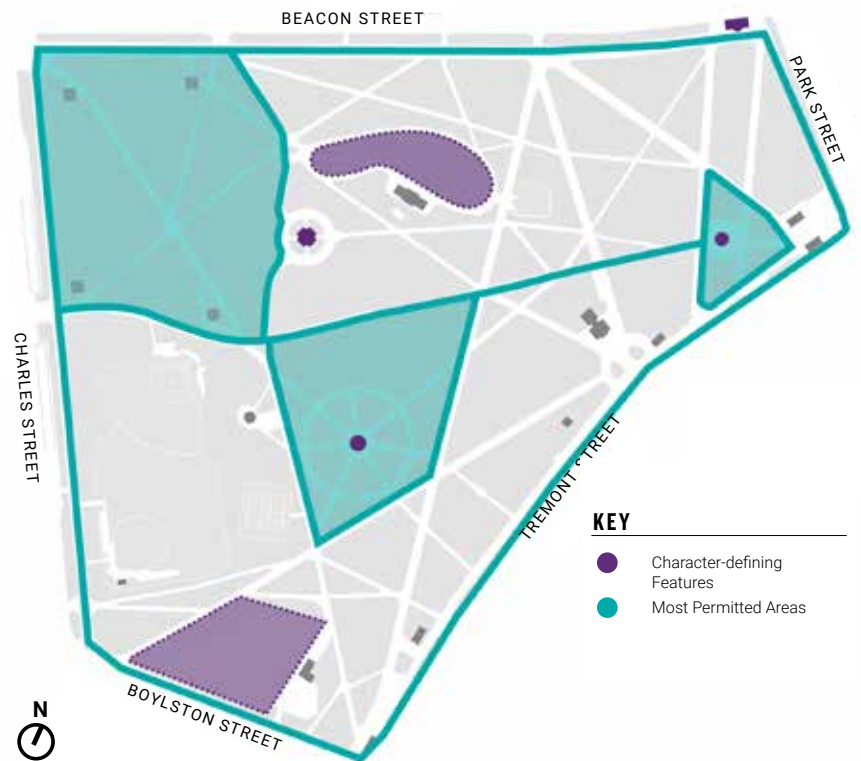 BEACON STREET
PARK STREET
CHARLES STREET
TREMONT STREET
KEY
Character-defining
Features
Most Permitted Areas
BOYLSTON STREET
N